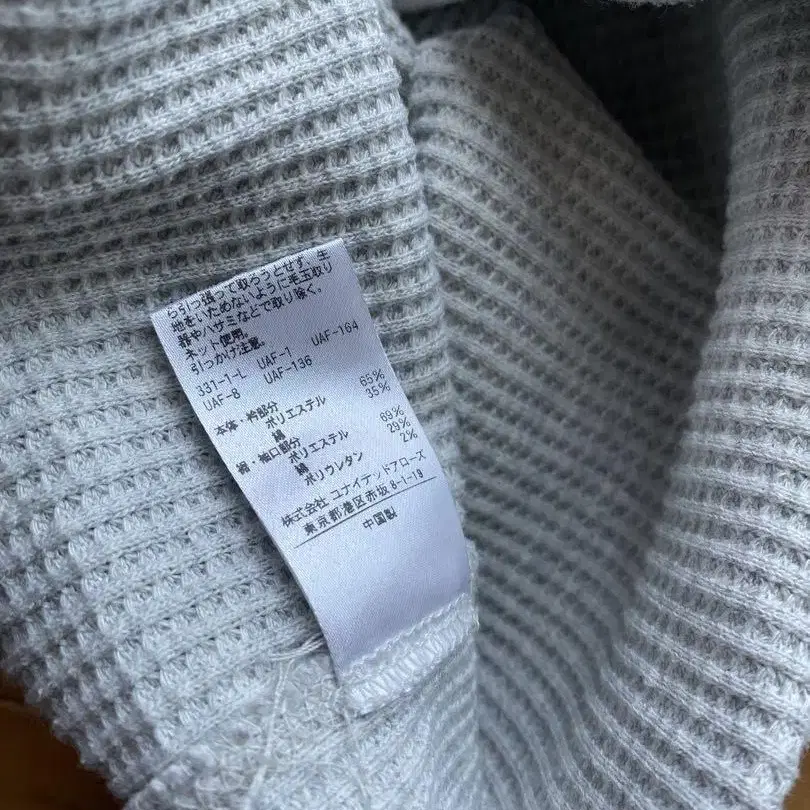 ら引っ張って取ろうとせず、生
地をいためないように毛玉取り
器やハサミなどで取り除く。
ネット使用。
引っかけ注意。
331-1-L UAF-1 UAF-164
UAF-8 UAF-136
本体・衿部分
ポリエステル 65%
綿 35%
裾・袖口部分
ポリエステル 69%
綿 29%
ポリウレタン 2%
株式会社 ユナイテッドアローズ
東京都港区赤坂8-1-19
中国製